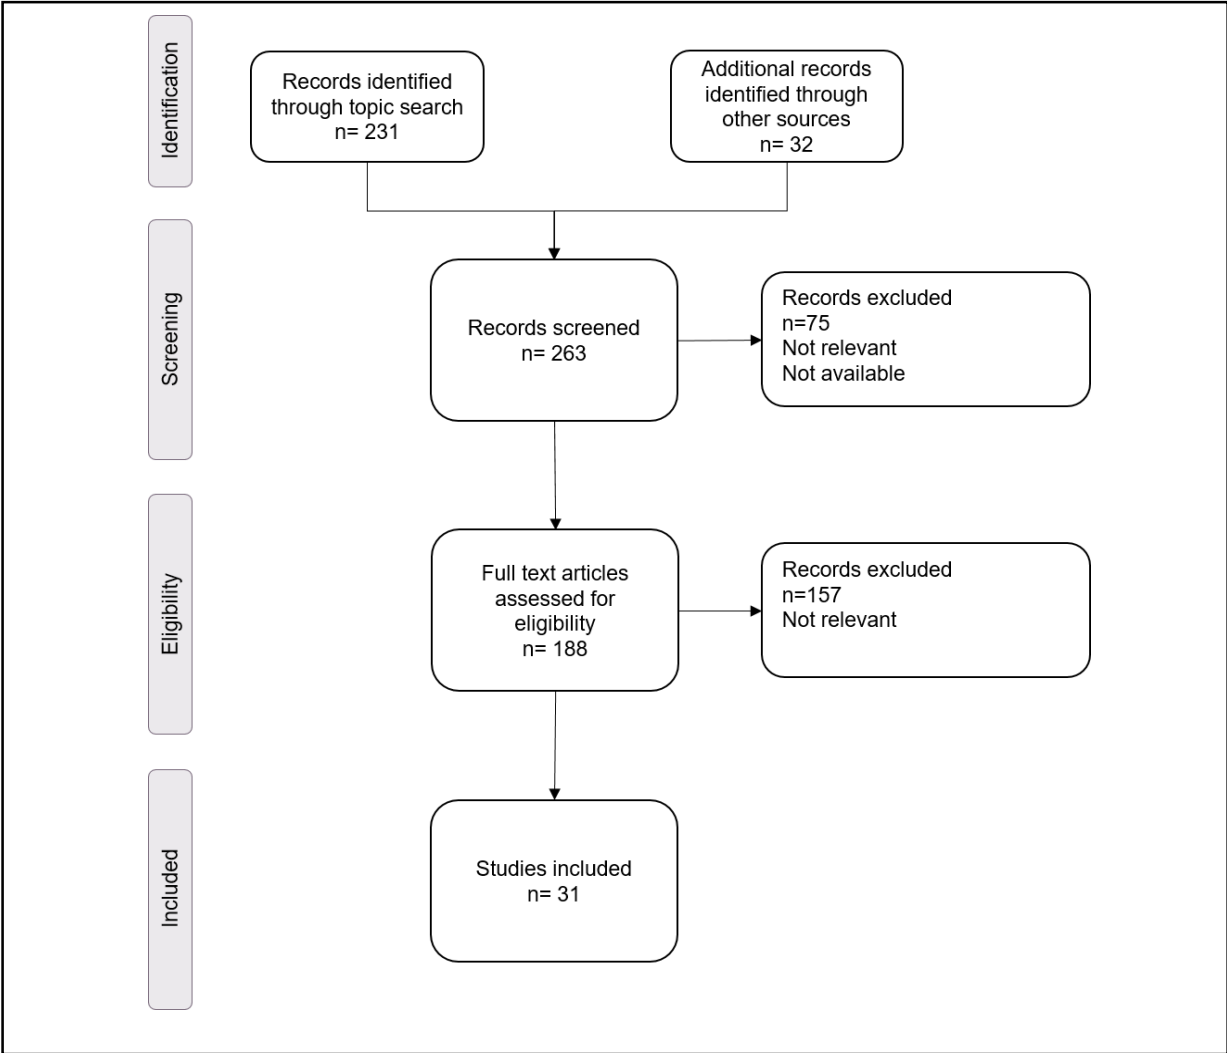 Identification
Records identified
through topic search
n= 231
Additional records
identified through
other sources
n= 32
Screening
Records screened
n= 263
Records excluded
n=75
Not relevant
Not available
Eligibility
Full text articles
assessed for
eligibility
n= 188
Records excluded
n=157
Not relevant
Included
Studies included
n= 31